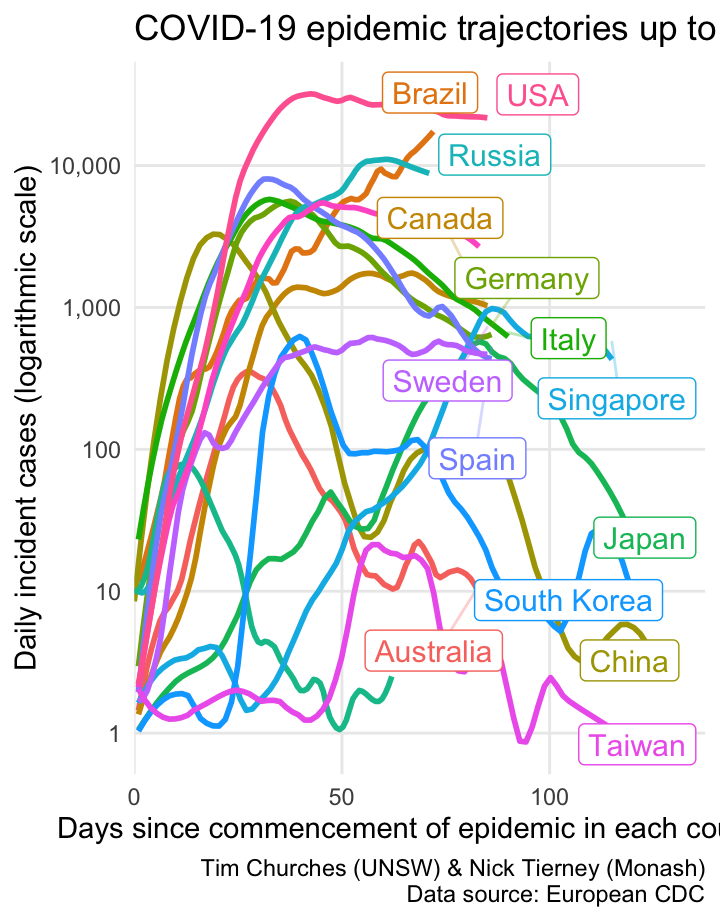 COVID-19 epidemic trajectories up to
Daily incident cases (logarithmic scale)
10,000
1,000
100
10
1
Brazil
USA
Russia
Canada
Germany
Italy
Sweden
Singapore
Spain
Japan
South Korea
Australia
China
Taiwan
0 50 100
Days since commencement of epidemic in each cou
Tim Churches (UNSW) & Nick Tierney (Monash)
Data source: European CDC